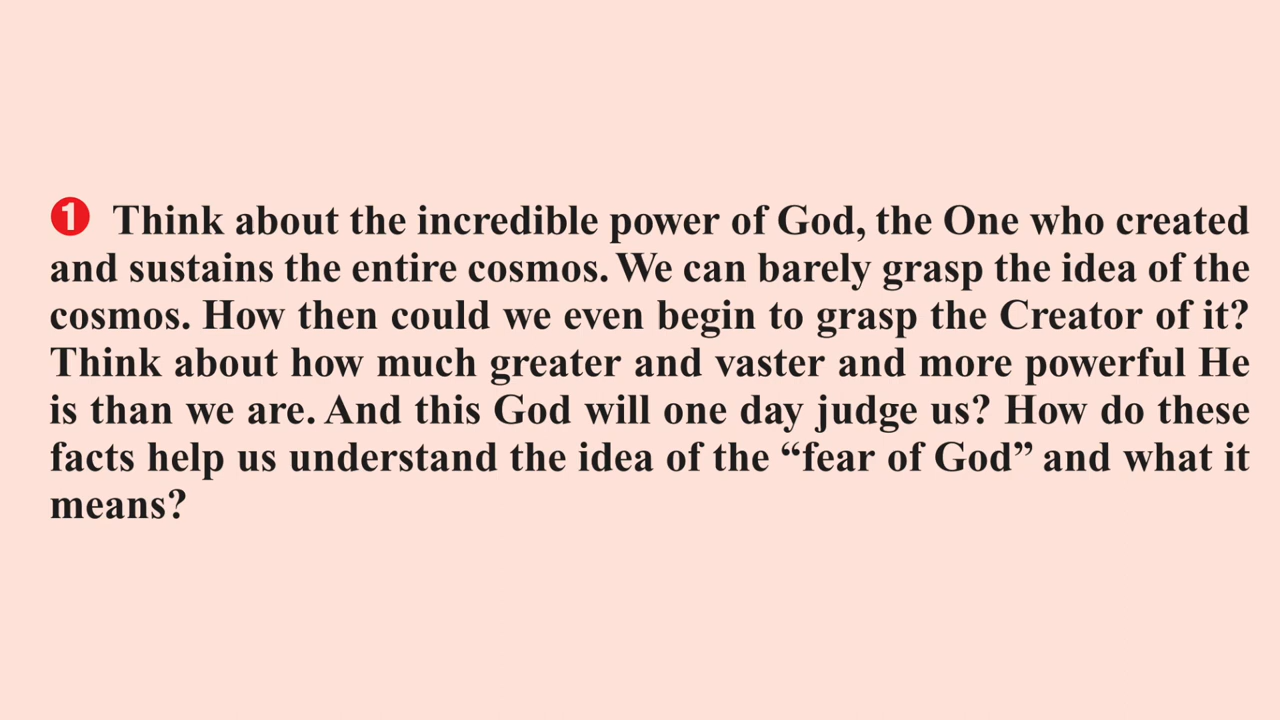 ❶ Think about the incredible power of God, the One who created
and sustains the entire cosmos. We can barely grasp the idea of the
cosmos. How then could we even begin to grasp the Creator of it?
Think about how much greater and vaster and more powerful He
is than we are. And this God will one day judge us? How do these
facts help us understand the idea of the “fear of God” and what it
means?